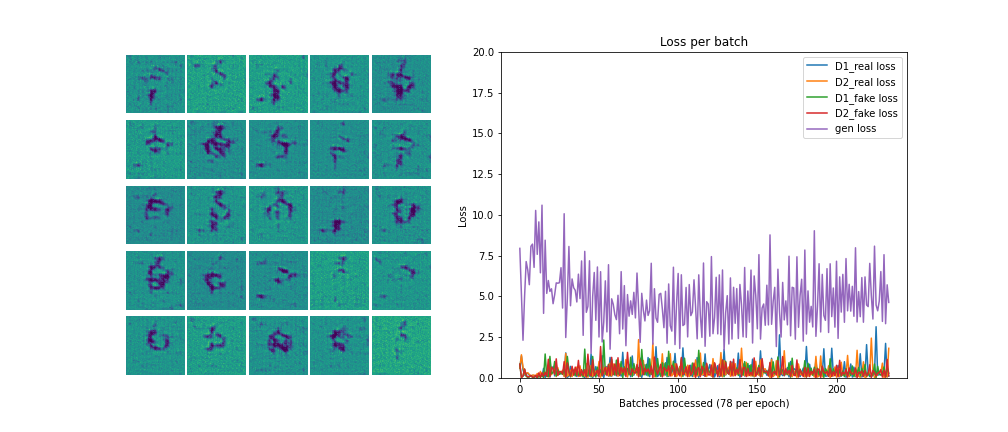 Loss per batch
20.0
17.5
15.0
12.5
10.0
7.5
5.0
2.5
0.0
Loss
D1_real loss
D2_real loss
D1_fake loss
D2_fake loss
gen loss
0 50 100 150 200
Batches processed (78 per epoch)